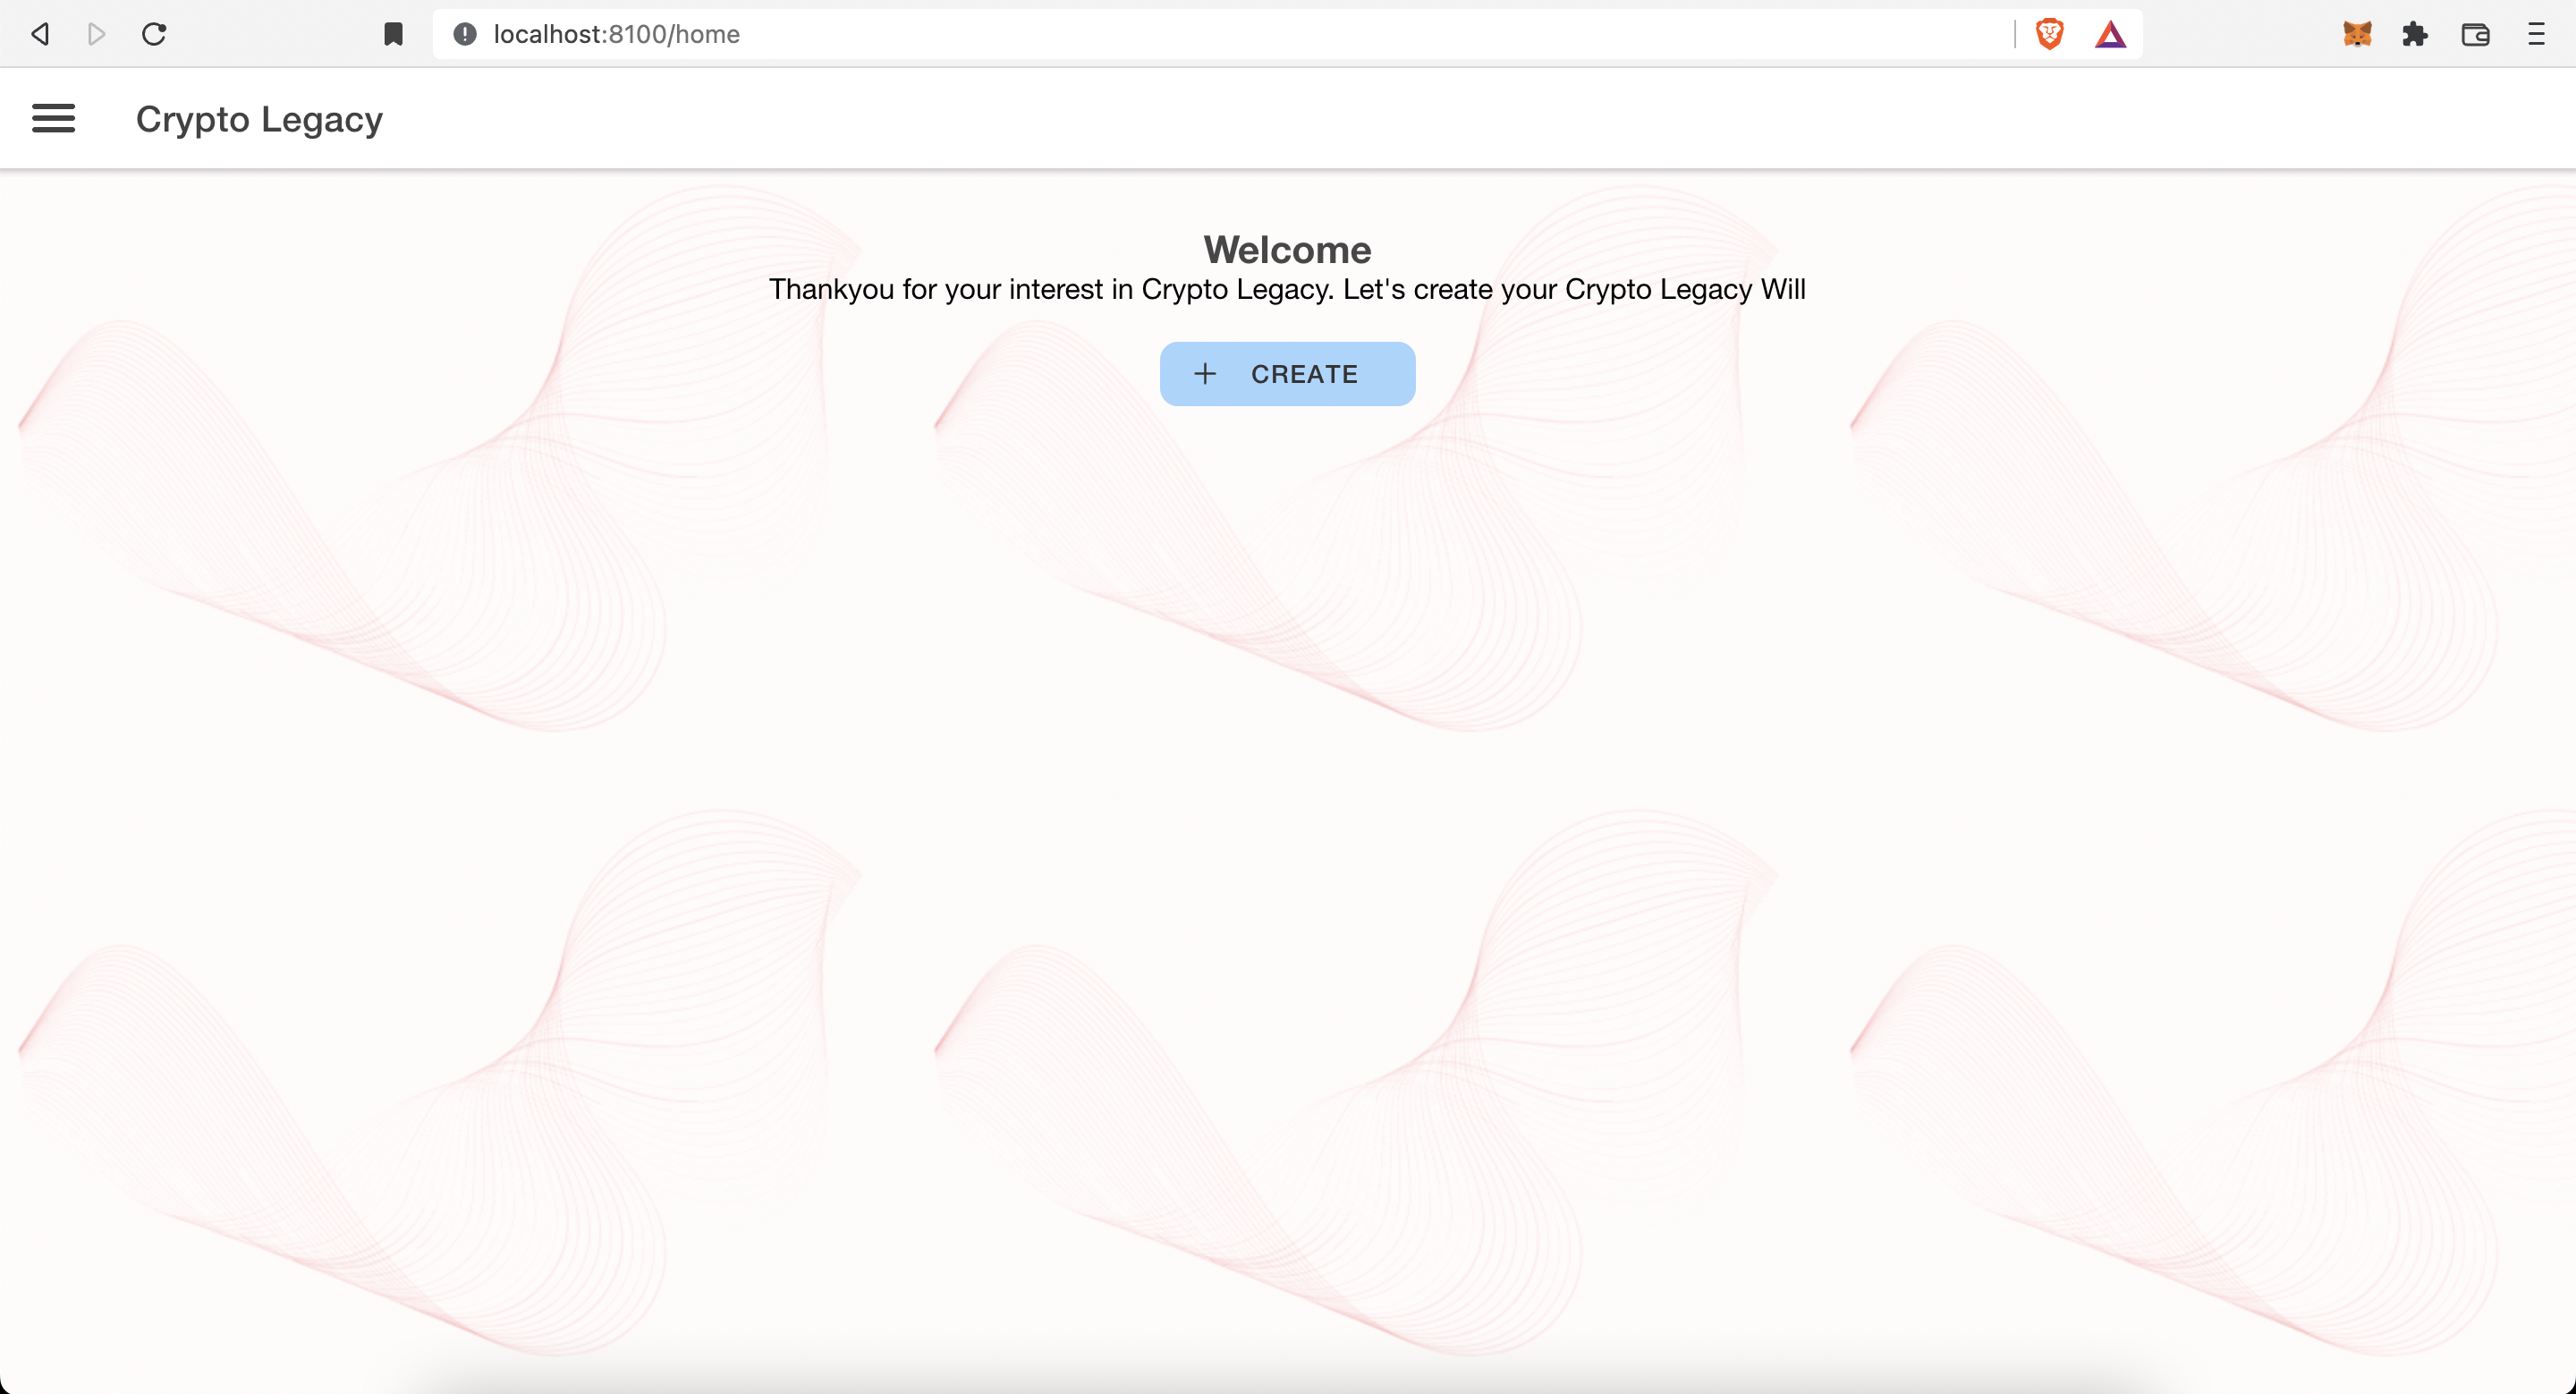 localhost:8100/home
Crypto Legacy
Welcome
Thankyou for your interest in Crypto Legacy. Let's create your Crypto Legacy Will
+ CREATE